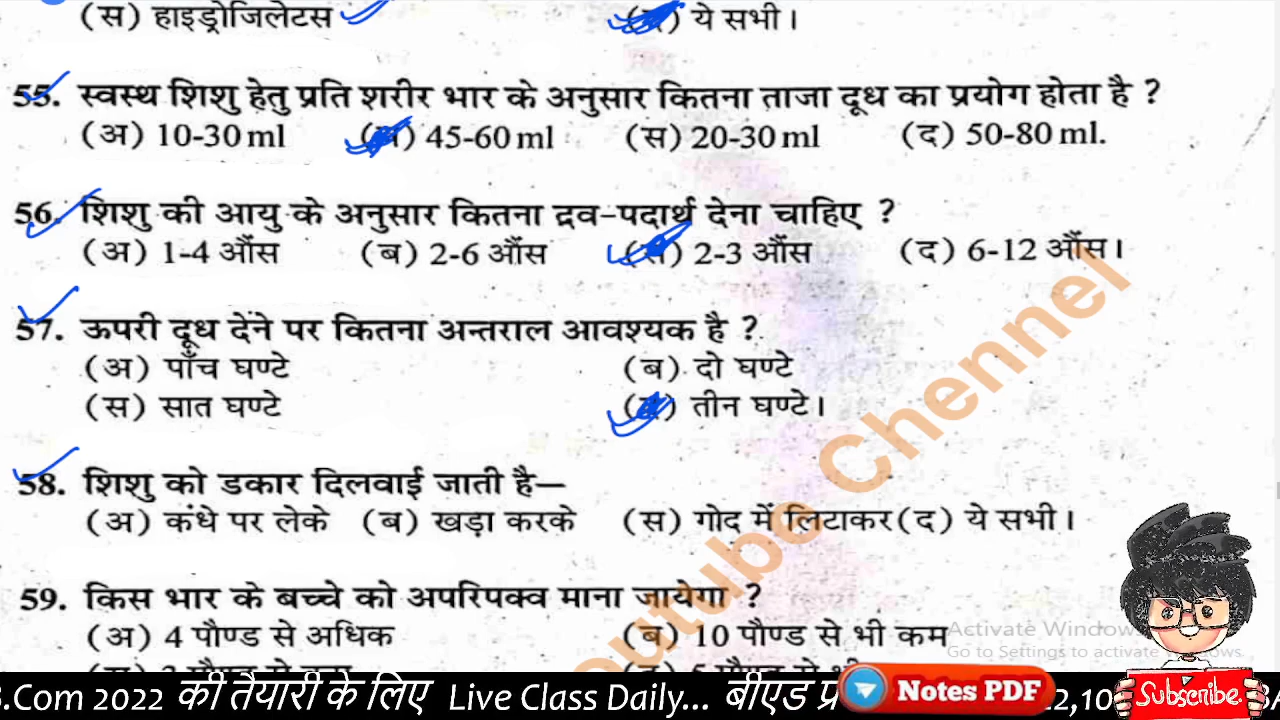 (स) हाइड्रोजिलेटस ये सभी।
55. स्वस्थ शिशु हेतु प्रति शरीर भार के अनुसार कितना ताजा दूध का प्रयोग होता है ?
(अ) 10-30 ml (ब) 45-60 ml (स) 20-30 ml (द) 50-80 ml.
56. शिशु की आयु के अनुसार कितना द्रव-पदार्थ देना चाहिए ?
(अ) 1-4 औंस (ब) 2-6 औंस (स) 2-3 औंस (द) 6-12 औंस।
57. ऊपरी दूध देंने पर कितना अन्तराल आवश्यक है ?
(अ) पाँच घण्टे (ब) दो घण्टे
(स) सात घण्टे तीन घण्टे।
58. शिशु को डकार दिलवाई जाती है—
(अ) कंधे पर लेके (ब) खड़ा करके (स) गोद में लिटाकर (द) ये सभी।
59. किस भार के बच्चे को अपरिपक्व माना जायेगा ?
(अ) 4 पौण्ड से अधिक (ब) 10 पौण्ड से भी कम
outube Chennel
Activate Window
Go to Settings to activate
.Com 2022 की तैयारी के लिए Live Class Daily... बीएड प्र
Notes PDF
Subscribe.